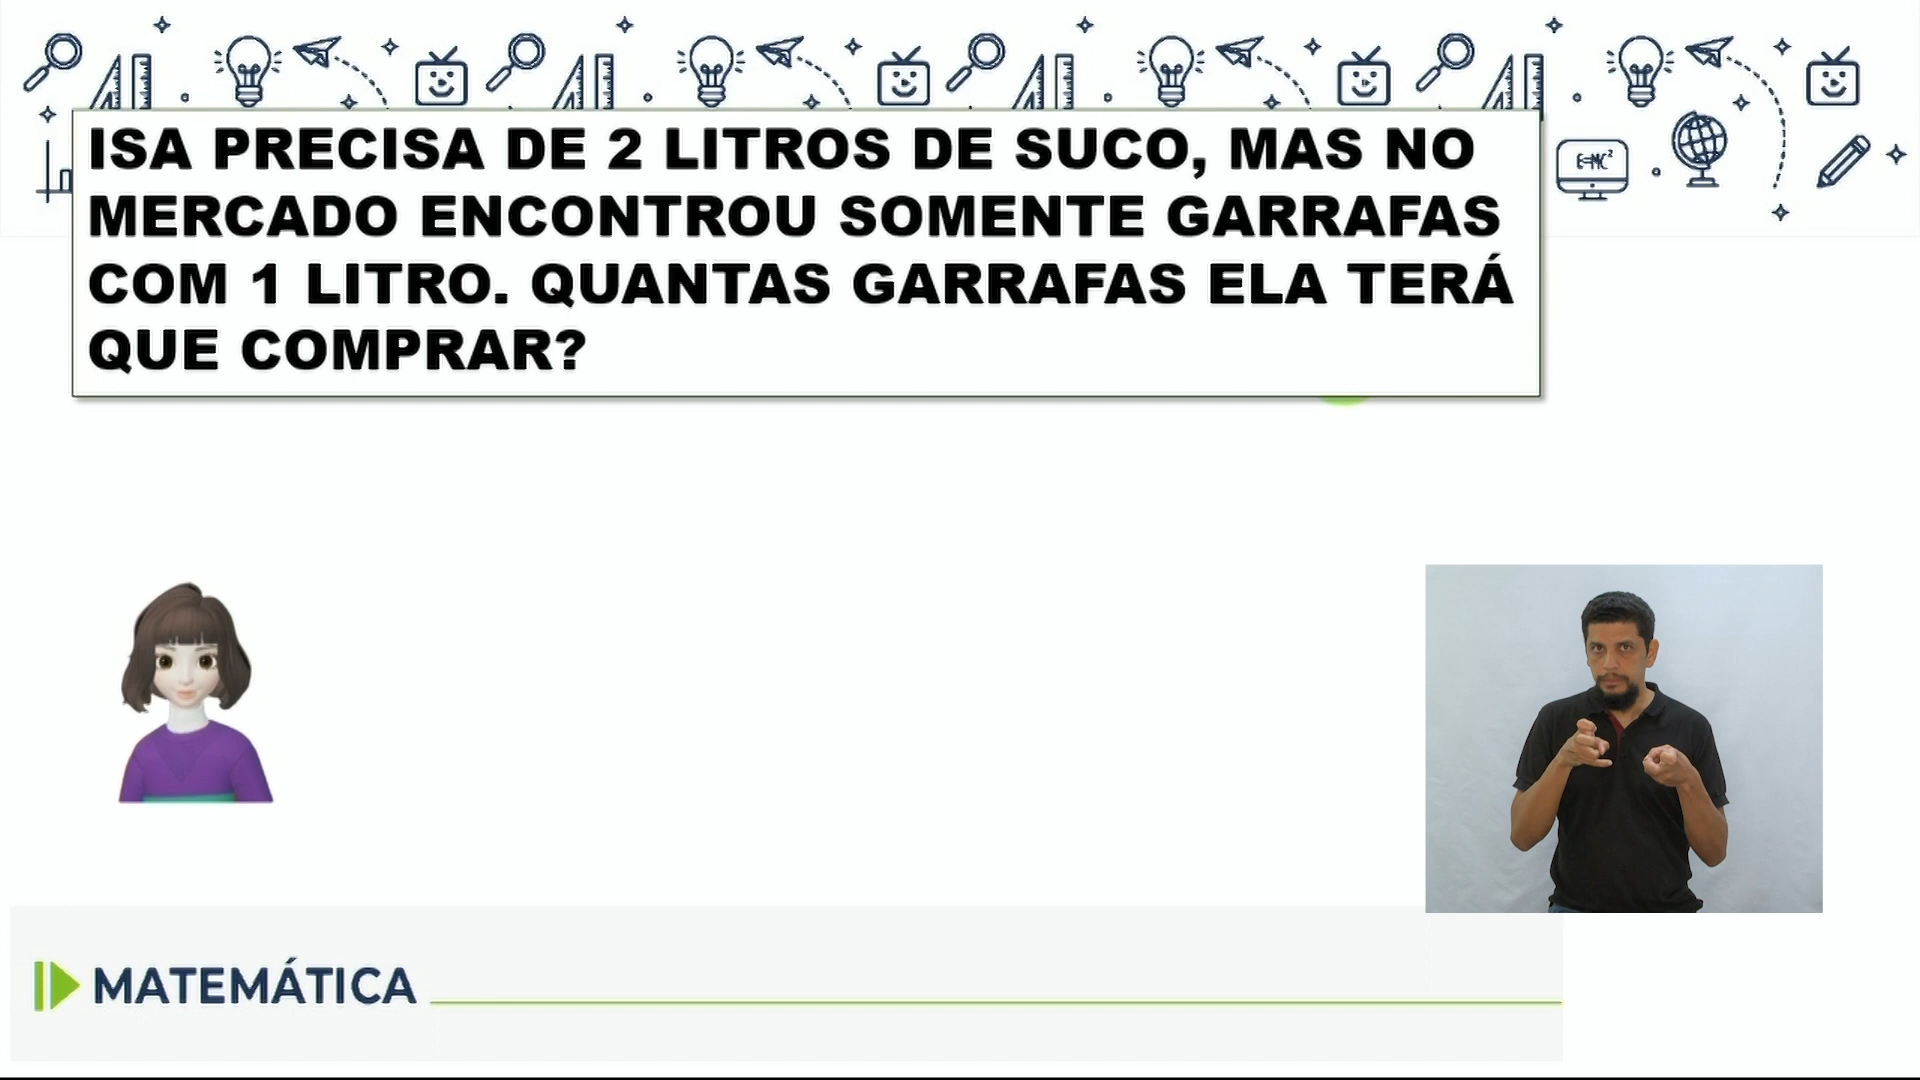 ISA PRECISA DE 2 LITROS DE SUCO, MAS NO
MERCADO ENCONTROU SOMENTE GARRAFAS
COM 1 LITRO. QUANTAS GARRAFAS ELA TERÁ
QUE COMPRAR?
E=MC²
MATEMÁTICA